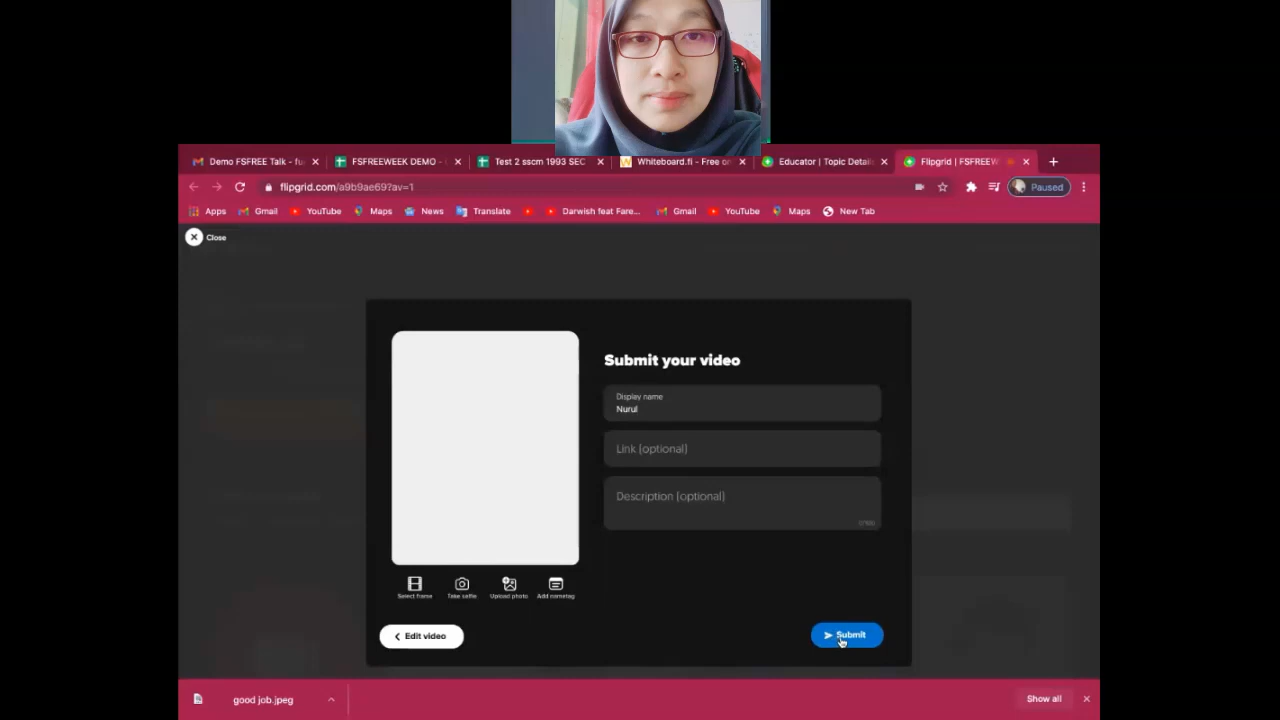 Demo FSFREE Talk - fu
FSFREEWEEK DEMO -
Test 2 sscm 1993 SEC
Whiteboard.fi - Free on
Educator | Topic Details
Flipgrid | FSFREEW
flipgrid.com/a9b9ae69?av=1
Paused
Apps
Gmail
YouTube
Maps
News
Translate
Darwish feat Fare...
Gmail
YouTube
Maps
New Tab
Close
Submit your video
Display name
Nurul
Link (optional)
Description (optional)
Select frame
Take selfie
Upload photo
Add nametag
Edit video
Submit
good job.jpeg
Show all